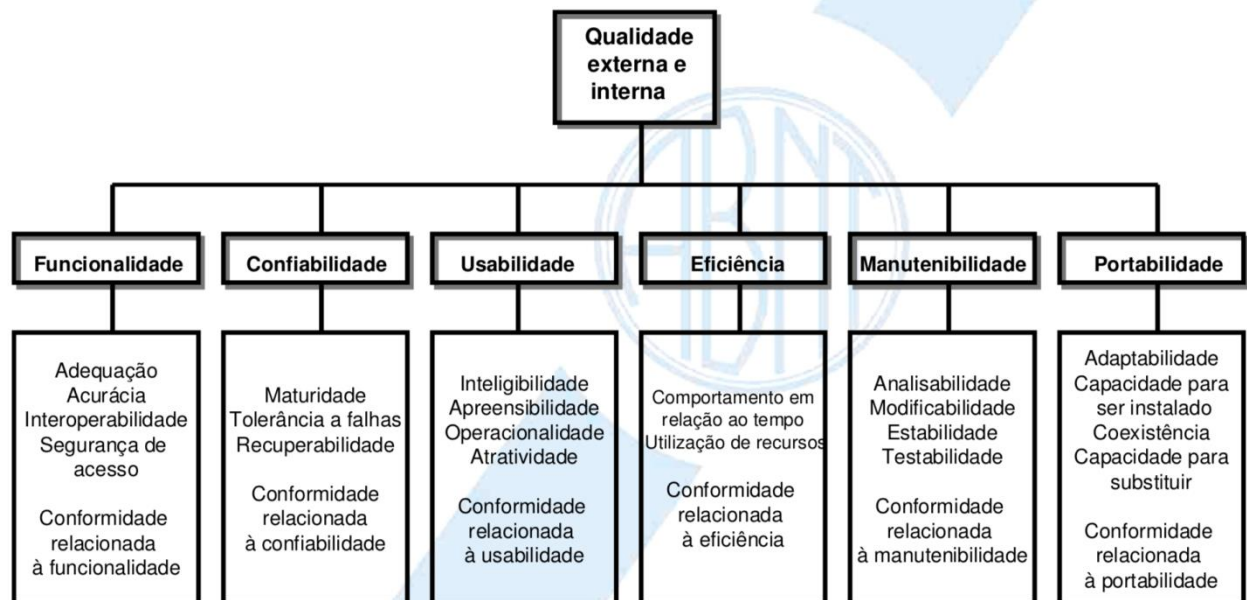 Qualidade
externa e
interna
ABNT
Funcionalidade
Confiabilidade
Usabilidade
Eficiência
Manutenibilidade
Portabilidade
Adequação
Acurácia
Interoperabilidade
Segurança de
acesso
Conformidade
relacionada
à funcionalidade
Maturidade
Tolerância a falhas
Recuperabilidade
Conformidade
relacionada
à confiabilidade
Inteligibilidade
Apreensibilidade
Operacionalidade
Atratividade
Conformidade
relacionada
à usabilidade
Comportamento em
relação ao tempo
Utilização de recursos
Conformidade
relacionada
à eficiência
Analisabilidade
Modificabilidade
Estabilidade
Testabilidade
Conformidade
relacionada
à manutenibilidade
Adaptabilidade
Capacidade para
ser instalado
Coexistência
Capacidade para
substituir
Conformidade
relacionada
à portabilidade